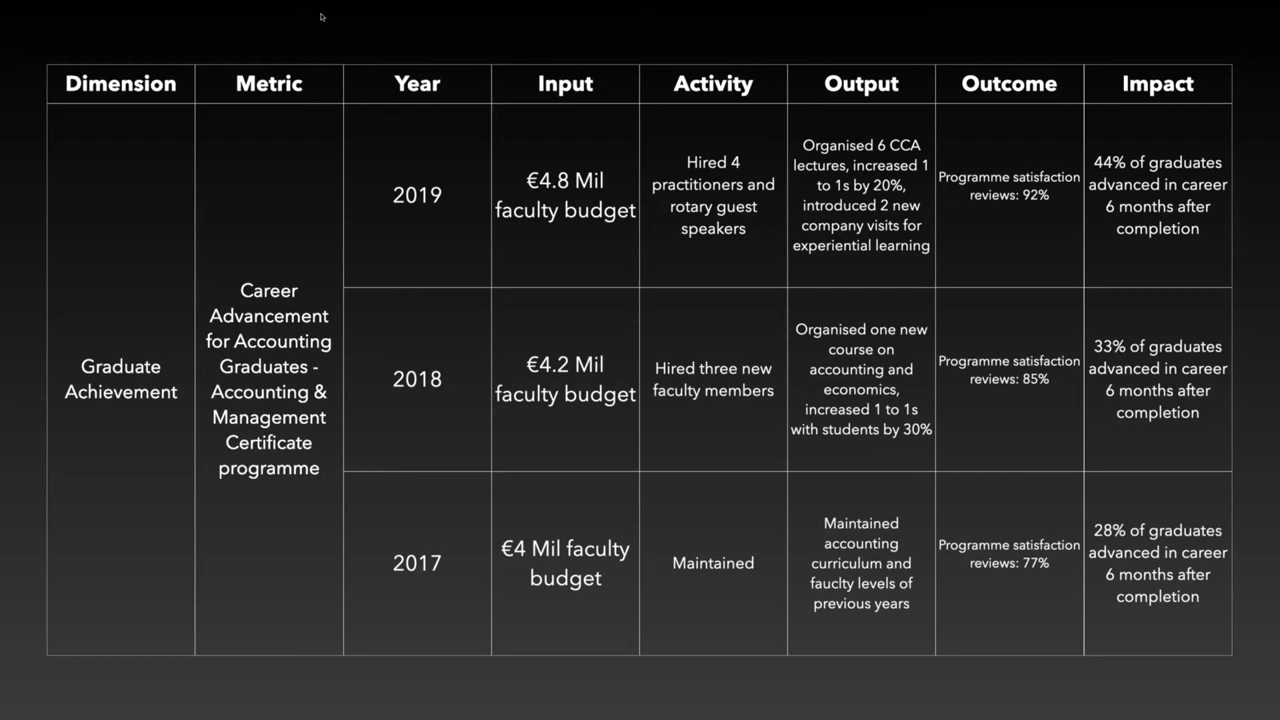 Dimension
Metric
Year
Input
Activity
Output
Outcome
Impact
Graduate
Achievement
Career
Advancement
for Accounting
Graduates -
Accounting &
Management
Certificate
programme
2019
€4.8 Mil
faculty budget
Hired 4
practitioners and
rotary guest
speakers
Organised 6 CCA
lectures, increased 1
to 1s by 20%,
introduced 2 new
company visits for
experiential learning
Programme satisfaction
reviews: 92%
44% of graduates
advanced in career
6 months after
completion
2018
€4.2 Mil
faculty budget
Hired three new
faculty members
Organised one new
course on
accounting and
economics,
increased 1 to 1s
with students by 30%
Programme satisfaction
reviews: 85%
33% of graduates
advanced in career
6 months after
completion
2017
€4 Mil faculty
budget
Maintained
Maintained
accounting
curriculum and
fauclty levels of
previous years
Programme satisfaction
reviews: 77%
28% of graduates
advanced in career
6 months after
completion